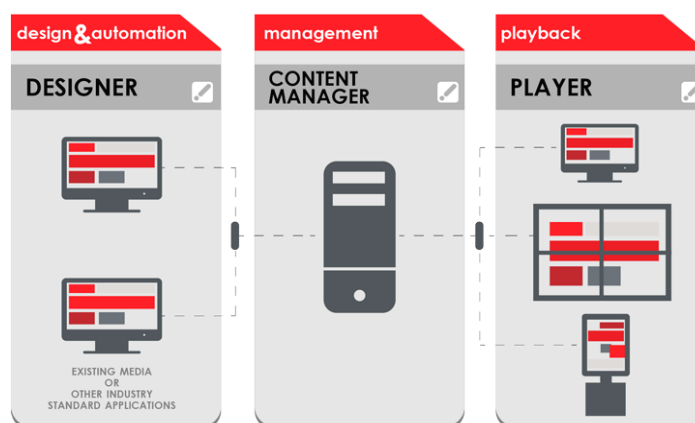 design&automation
DESIGNER
EXISTING MEDIA
OR
OTHER INDUSTRY
STANDARD APPLICATIONS
management
CONTENT
MANAGER
playback
PLAYER